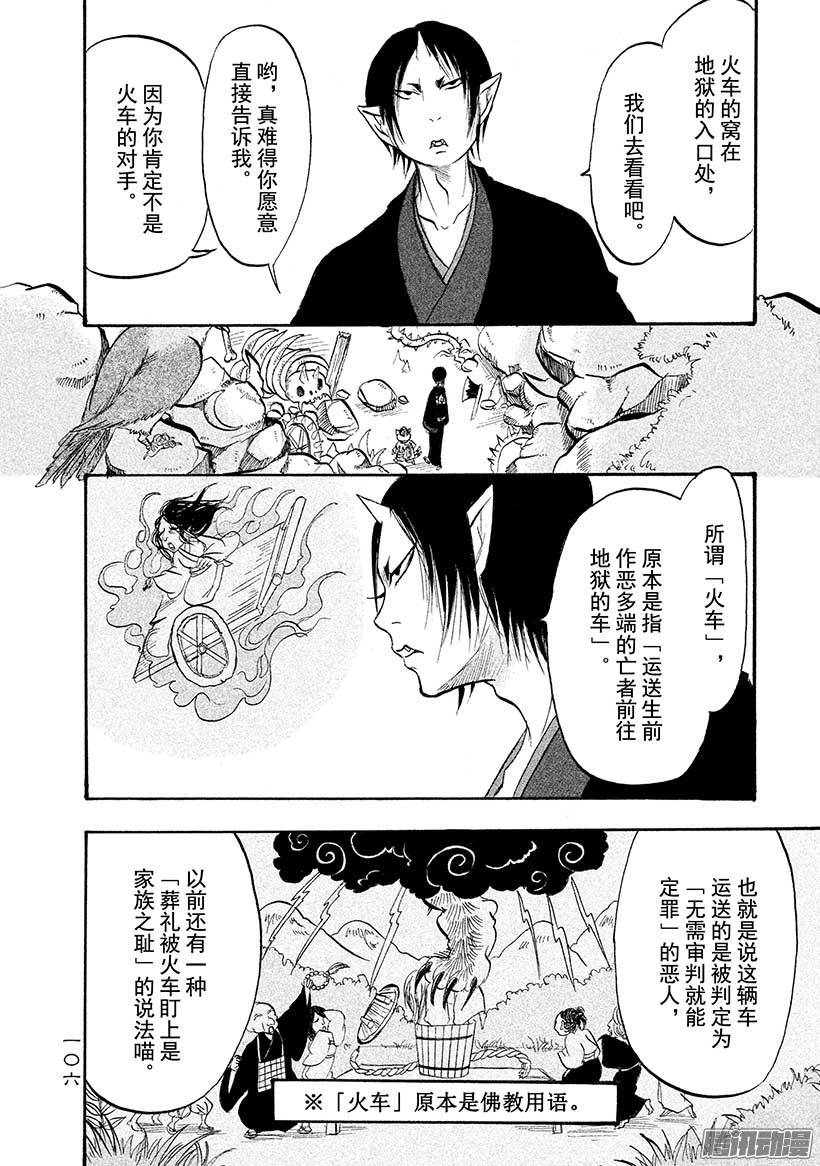 火车的窝在
地狱的入口处，
我们去看看吧。
哟，真难得你愿意
直接告诉我。
因为你肯定不是
火车的对手。
所谓「火车」，
原本是指「运送生前
作恶多端的亡者前往
地狱的车」。
也就是说这辆车
运送的是被判定为
「无需审判就能
定罪」的恶人，
以前还有一种
「葬礼被火车盯上是
家族之耻」的说法喵。
※「火车」原本是佛教用语。
一〇六
腾讯动漫